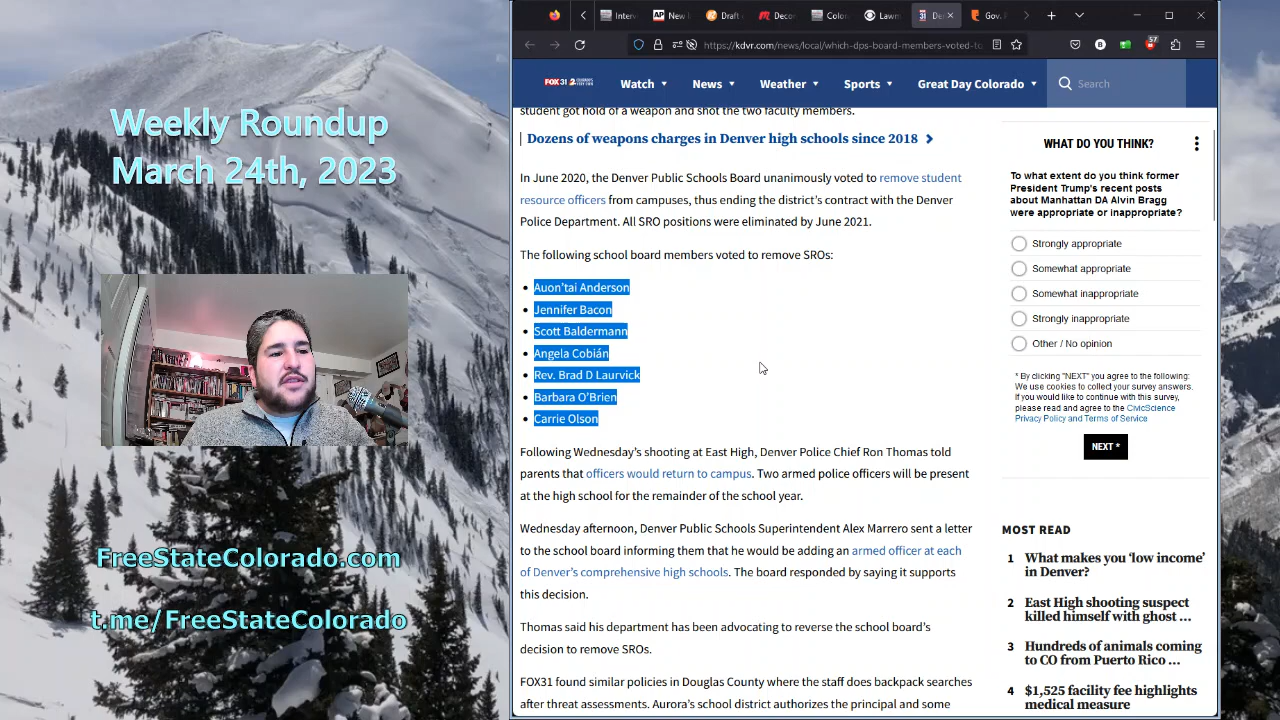 Weekly Roundup
March 24th, 2023
FreeStateColorado.com
t.me/FreeStateColorado
Interv
AP
New
Draft
Decor
Color
Lawm
De
Gov. F
57
https://kdvr.com/news/local/which-dps-board-members-voted-to
FOX 31
Watch
News
Weather
Sports
Great Day Colorado
Search
student got hold of a weapon and shot the two faculty members.
Dozens of weapons charges in Denver high schools since 2018
In June 2020, the Denver Public Schools Board unanimously voted to remove student
resource officers from campuses, thus ending the district's contract with the Denver
Police Department. All SRO positions were eliminated by June 2021.
The following school board members voted to remove SROs:
• Auon'tai Anderson
• Jennifer Bacon
• Scott Baldermann
• Angela Cobián
• Rev. Brad D Laurvick
• Barbara O'Brien
• Carrie Olson
Following Wednesday's shooting at East High, Denver Police Chief Ron Thomas told
parents that officers would return to campus. Two armed police officers will be present
at the high school for the remainder of the school year.
Wednesday afternoon, Denver Public Schools Superintendent Alex Marrero sent a letter
to the school board informing them that he would be adding an armed officer at each
of Denver's comprehensive high schools. The board responded by saying it supports
this decision.
Thomas said his department has been advocating to reverse the school board's
decision to remove SROs.
FOX31 found similar policies in Douglas County where the staff does backpack searches
after threat assessments. Aurora's school district authorizes the principal and some
WHAT DO YOU THINK?
To what extent do you think former
President Trump's recent posts
about Manhattan DA Alvin Bragg
were appropriate or inappropriate?
Strongly appropriate
Somewhat appropriate
Somewhat inappropriate
Strongly inappropriate
Other / No opinion
* By clicking "NEXT" you agree to the following:
We use cookies to collect your survey answers.
If you would like to continue with this survey,
please read and agree to the CivicScience
Privacy Policy and Terms of Service
NEXT *
MOST READ
1 What makes you 'low income'
in Denver?
2 East High shooting suspect
killed himself with ghost ...
3 Hundreds of animals coming
to CO from Puerto Rico ...
4 $1,525 facility fee highlights
medical measure